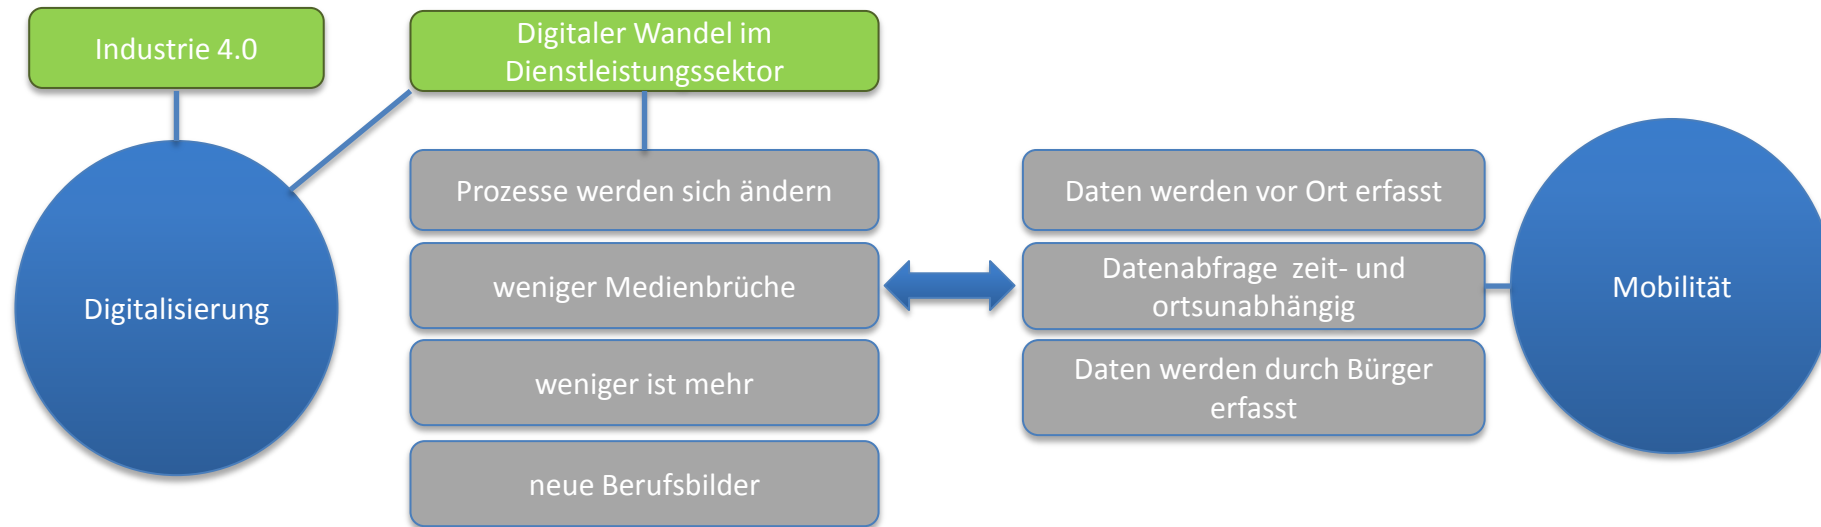 Industrie 4.0
Digitaler Wandel im
Dienstleistungssektor
Digitalisierung
Prozesse werden sich ändern
weniger Medienbrüche
weniger ist mehr
neue Berufsbilder
Daten werden vor Ort erfasst
Datenabfrage zeit- und
ortsunabhängig
Daten werden durch Bürger
erfasst
Mobilität